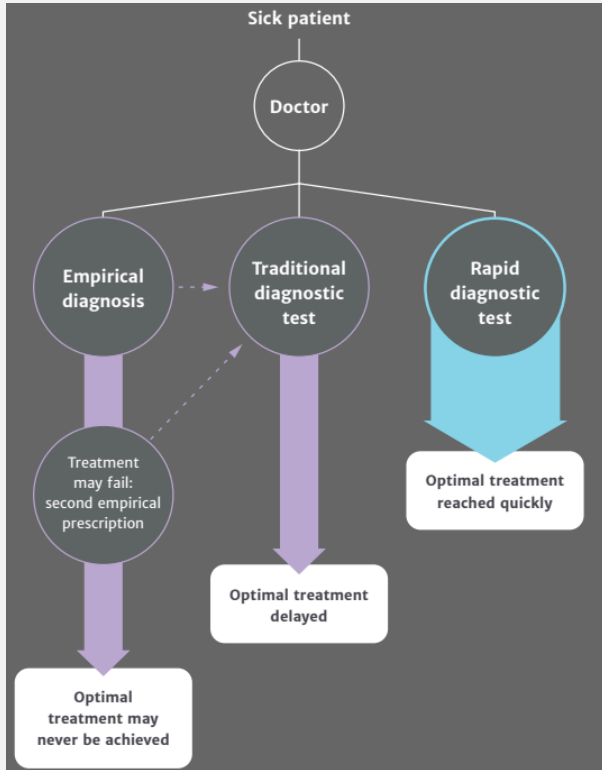 Sick patient
Doctor
Empirical
diagnosis
Traditional
diagnostic
test
Rapid
diagnostic
test
Treatment
may fail:
second empirical
prescription
Optimal treatment
reached quickly
Optimal treatment
delayed
Optimal
treatment may
never be achieved